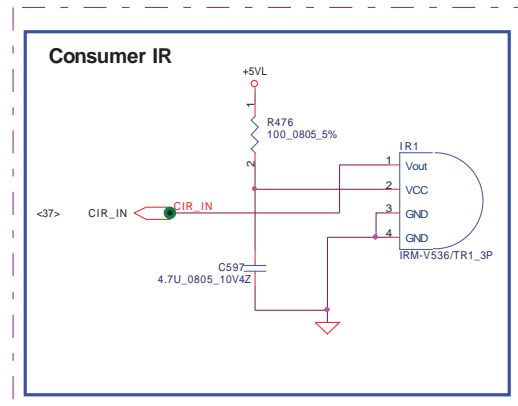 Consumer IR
+5VL
1
R476
100_0805_5%
2
IR1
1 Vout
2 VCC
3 GND
4 GND
IRM-V536/TR1_3P
<37> CIR_IN CIR_IN
C597
4.7U_0805_10V4Z